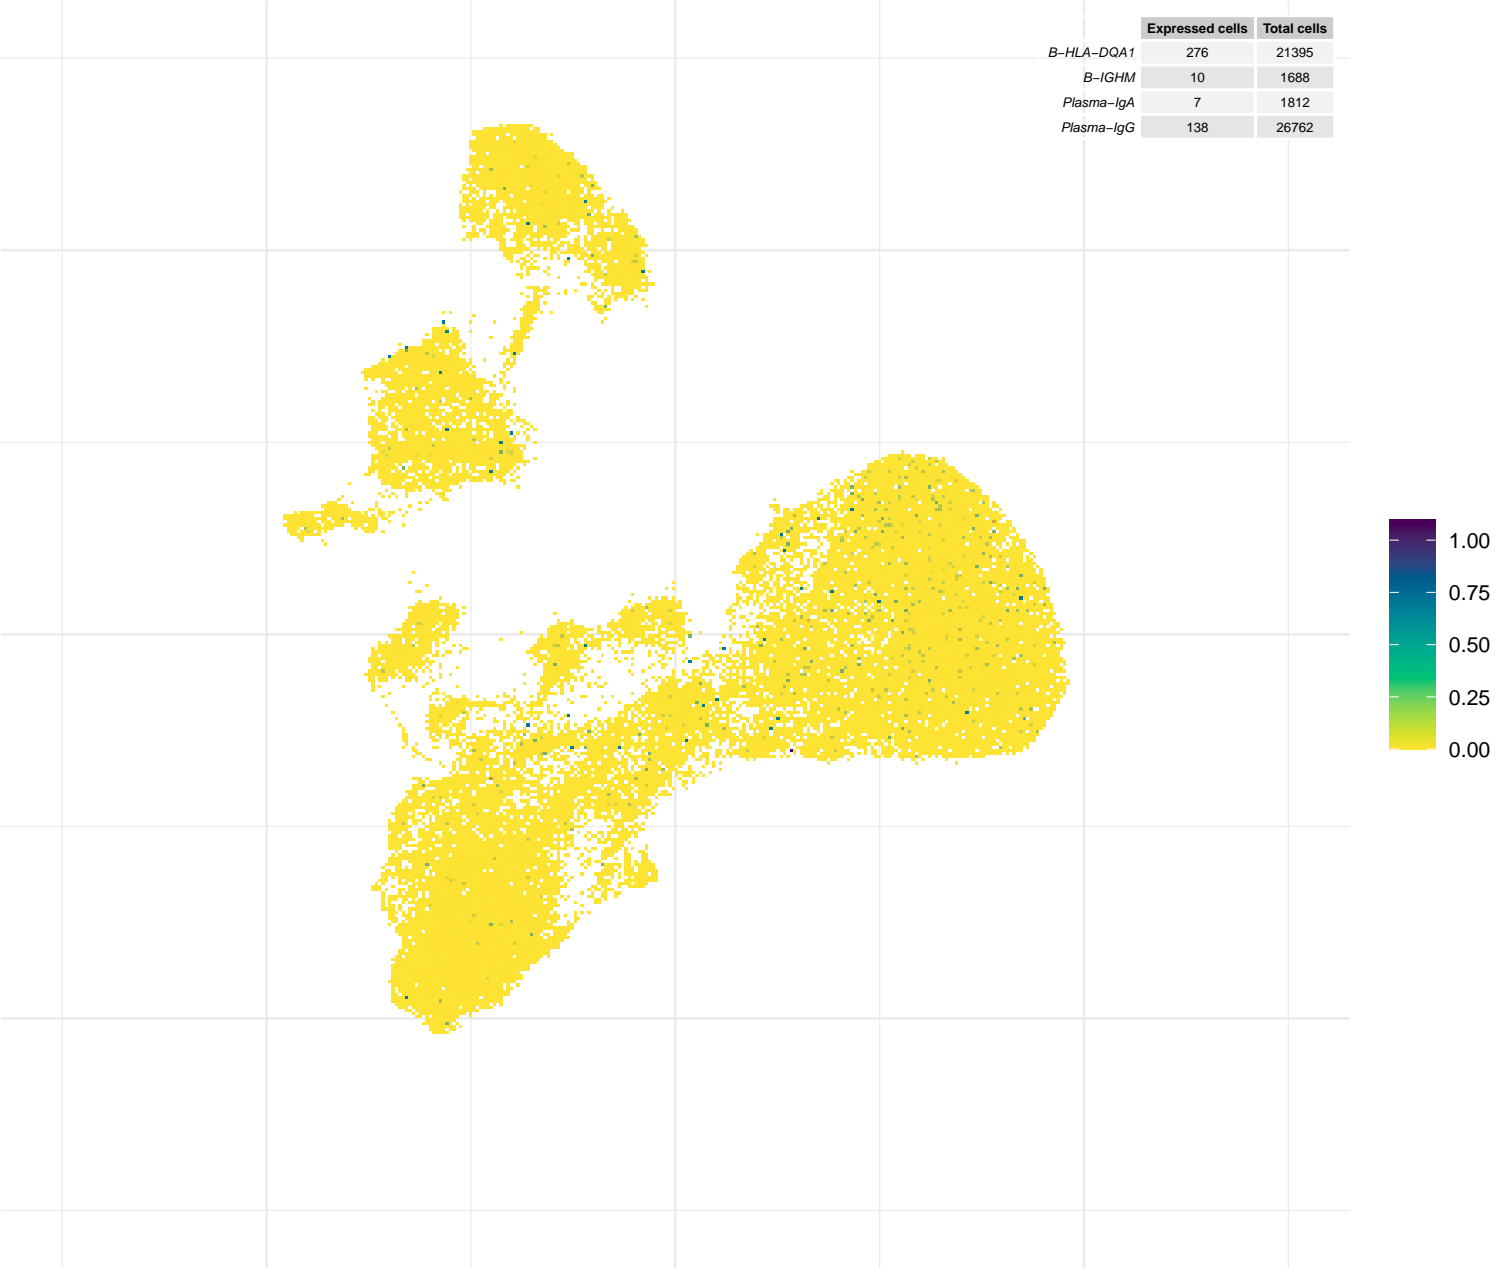 Expressed cells Total cells
B−HLA−DQA1 276 21395
B−IGHM 10 1688
Plasma−IgA 7 1812
Plasma−IgG 138 26762
1.00
0.75
0.50
0.25
0.00